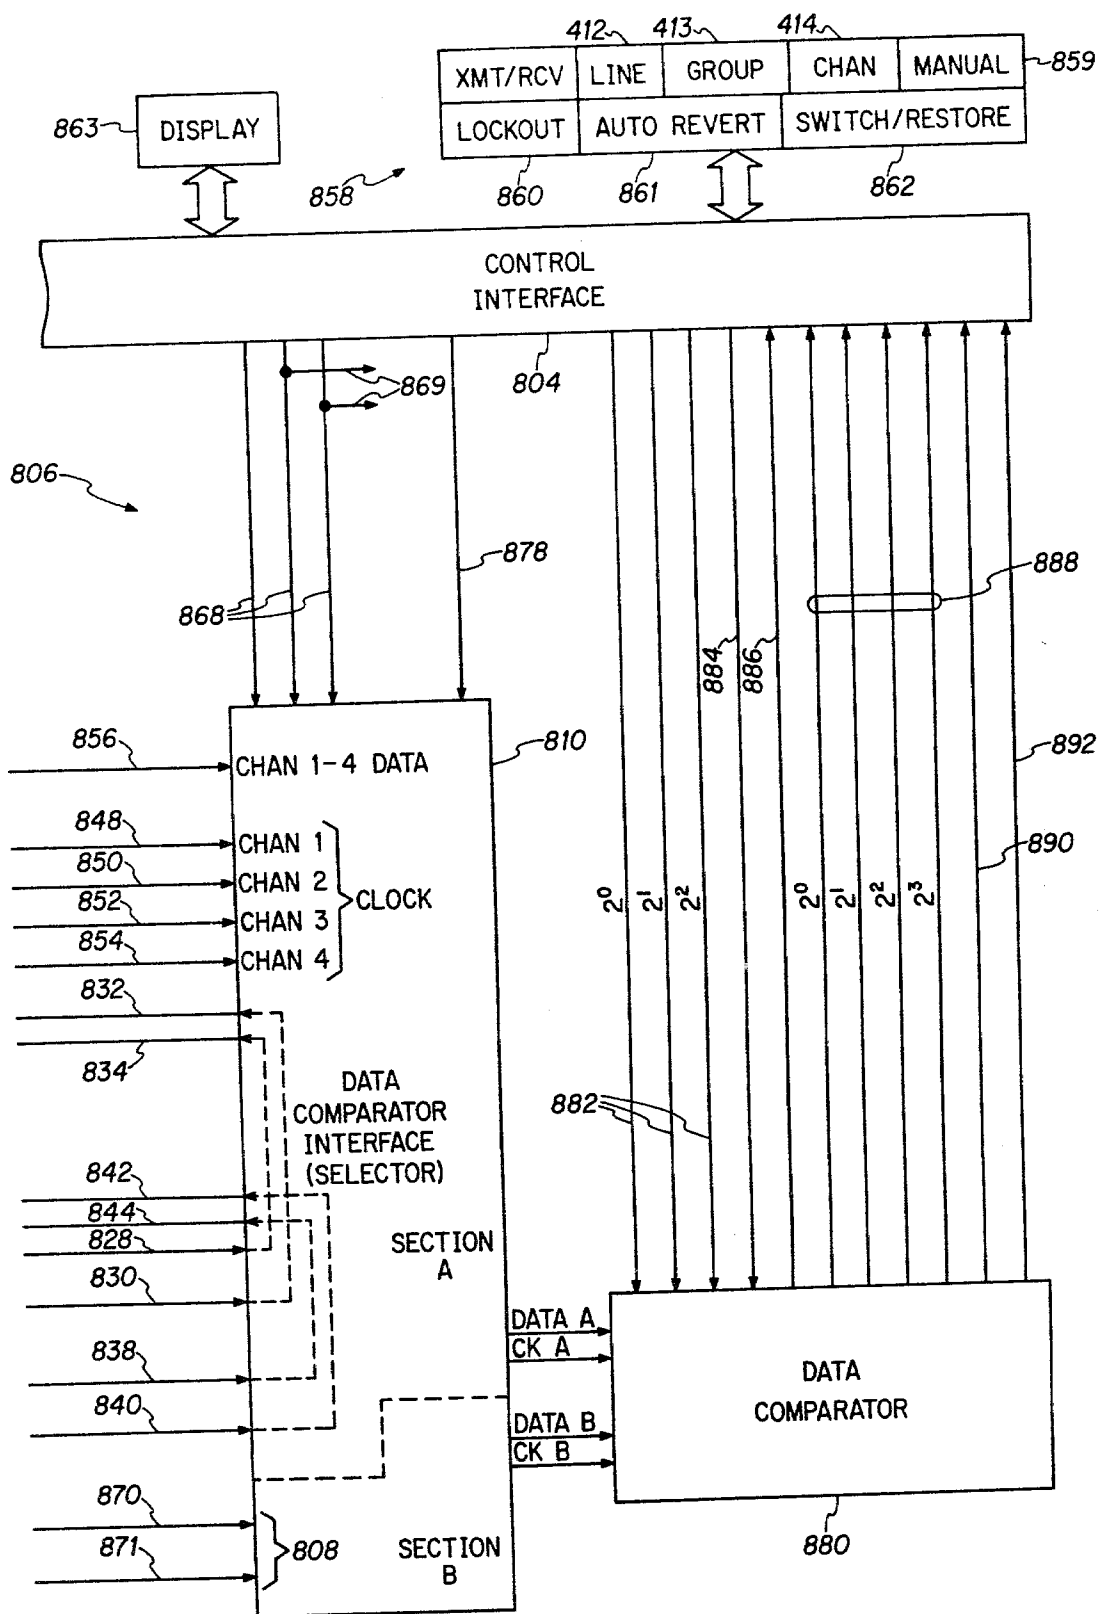 412 413 414
XMT/RCV LINE GROUP CHAN MANUAL 859
863 DISPLAY LOCKOUT AUTO REVERT SWITCH/RESTORE
858 860 861 862
CONTROL
INTERFACE
869 804
806
878
888
868
884 886
856 810 892
CHAN 1-4 DATA
848 CHAN 1
850 CHAN 2
852 CHAN 3
854 CHAN 4
CLOCK
890
2⁰ 2¹ 2² 2⁰ 2¹ 2² 2³
832
834
DATA
COMPARATOR
INTERFACE
(SELECTOR)
882
842
844
828
SECTION
A
830
838
840
DATA A
CK A
DATA B
CK B
DATA
COMPARATOR
870
871
808
SECTION
B
880